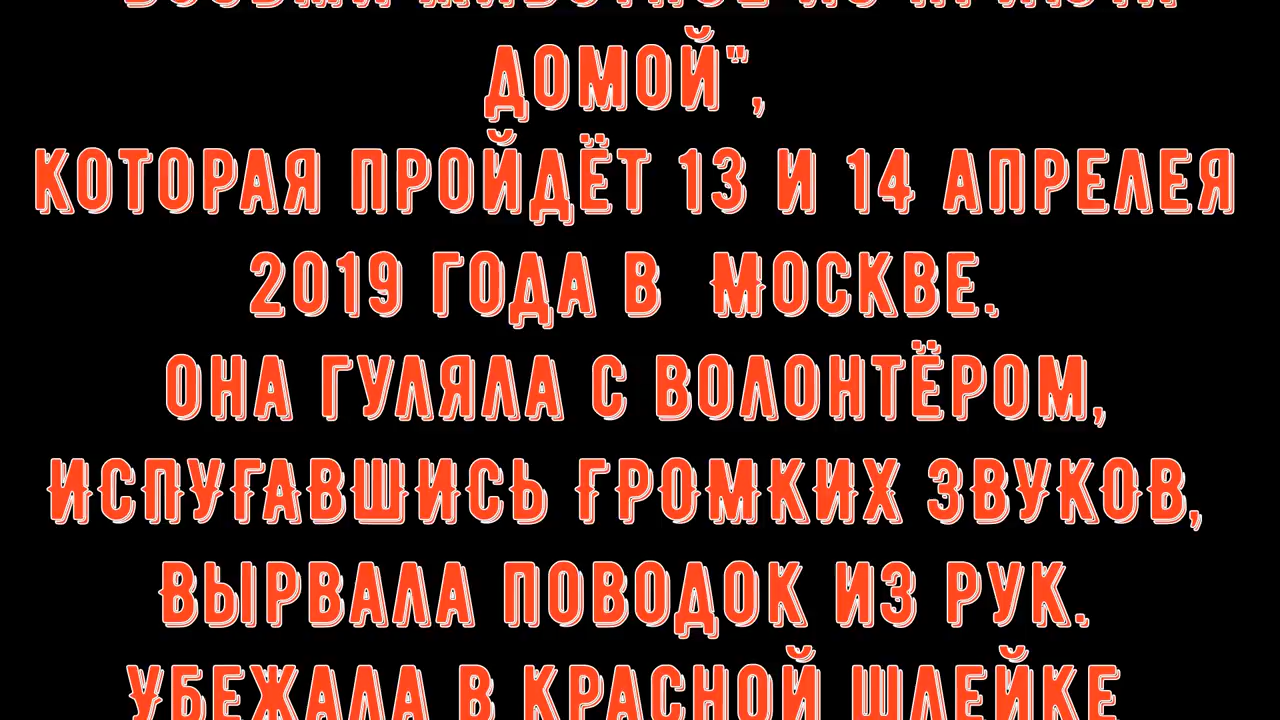 ДОМОЙ",
КОТОРАЯ ПРОЙДЁТ 13 И 14 АПРЕЛЕЯ
2019 ГОДА В МОСКВЕ.
ОНА ГУЛЯЛА С ВОЛОНТЁРОМ,
ИСПУГАВШИСЬ ГРОМКИХ ЗВУКОВ,
ВЫРВАЛА ПОВОДОК ИЗ РУК.
УБЕЖАЛА В КРАСНОЙ ШЛЕЙКЕ